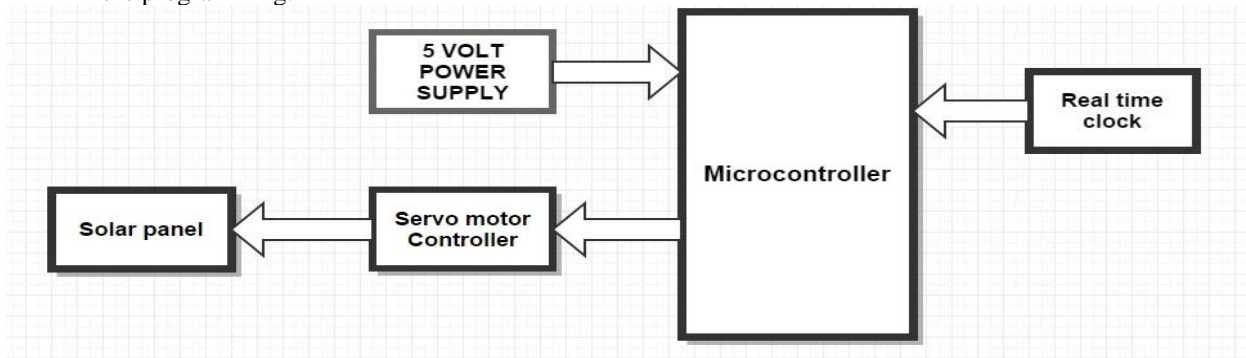 5 VOLT
POWER
SUPPLY
Real time
clock
Microcontroller
Solar panel
Servo motor
Controller